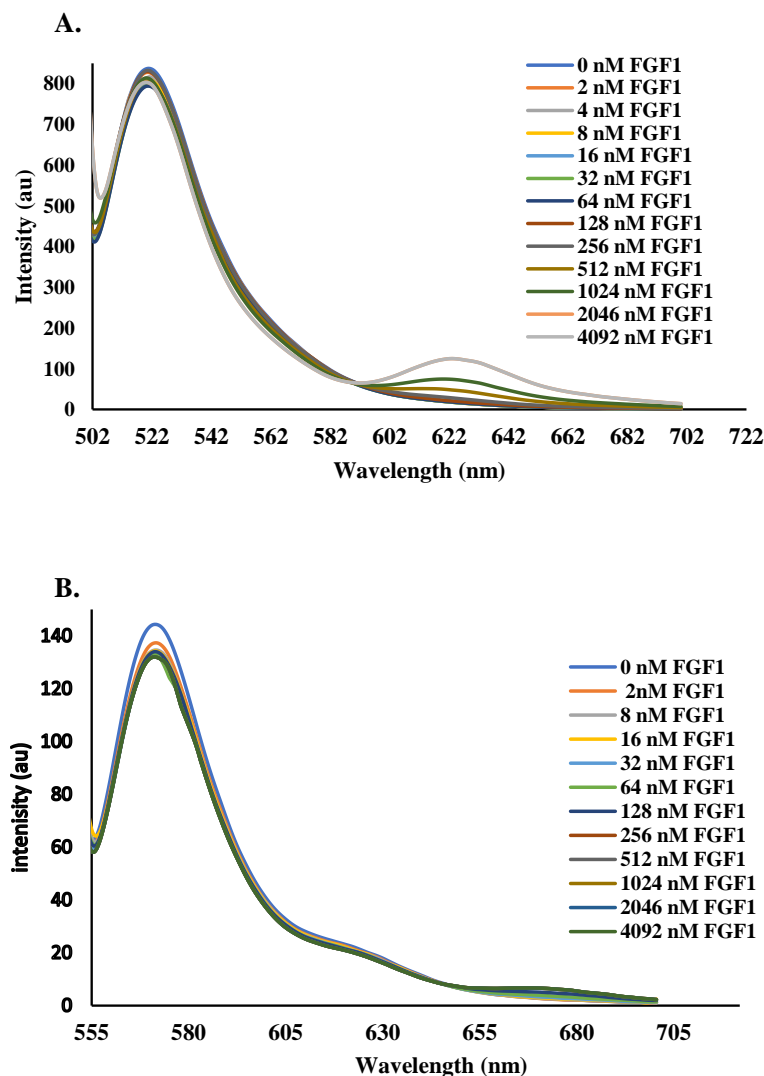 A.
Intensity (au)
800
700
600
500
400
300
200
100
0
502 522 542 562 582 602 622 642 662 682 702 722
Wavelength (nm)
0 nM FGF1
2 nM FGF1
4 nM FGF1
8 nM FGF1
16 nM FGF1
32 nM FGF1
64 nM FGF1
128 nM FGF1
256 nM FGF1
512 nM FGF1
1024 nM FGF1
2046 nM FGF1
4092 nM FGF1
B.
intenisity (au)
140
120
100
80
60
40
20
0
555 580 605 630 655 680 705
Wavelength (nm)
0 nM FGF1
2nM FGF1
8 nM FGF1
16 nM FGF1
32 nM FGF1
64 nM FGF1
128 nM FGF1
256 nM FGF1
512 nM FGF1
1024 nM FGF1
2046 nM FGF1
4092 nM FGF1